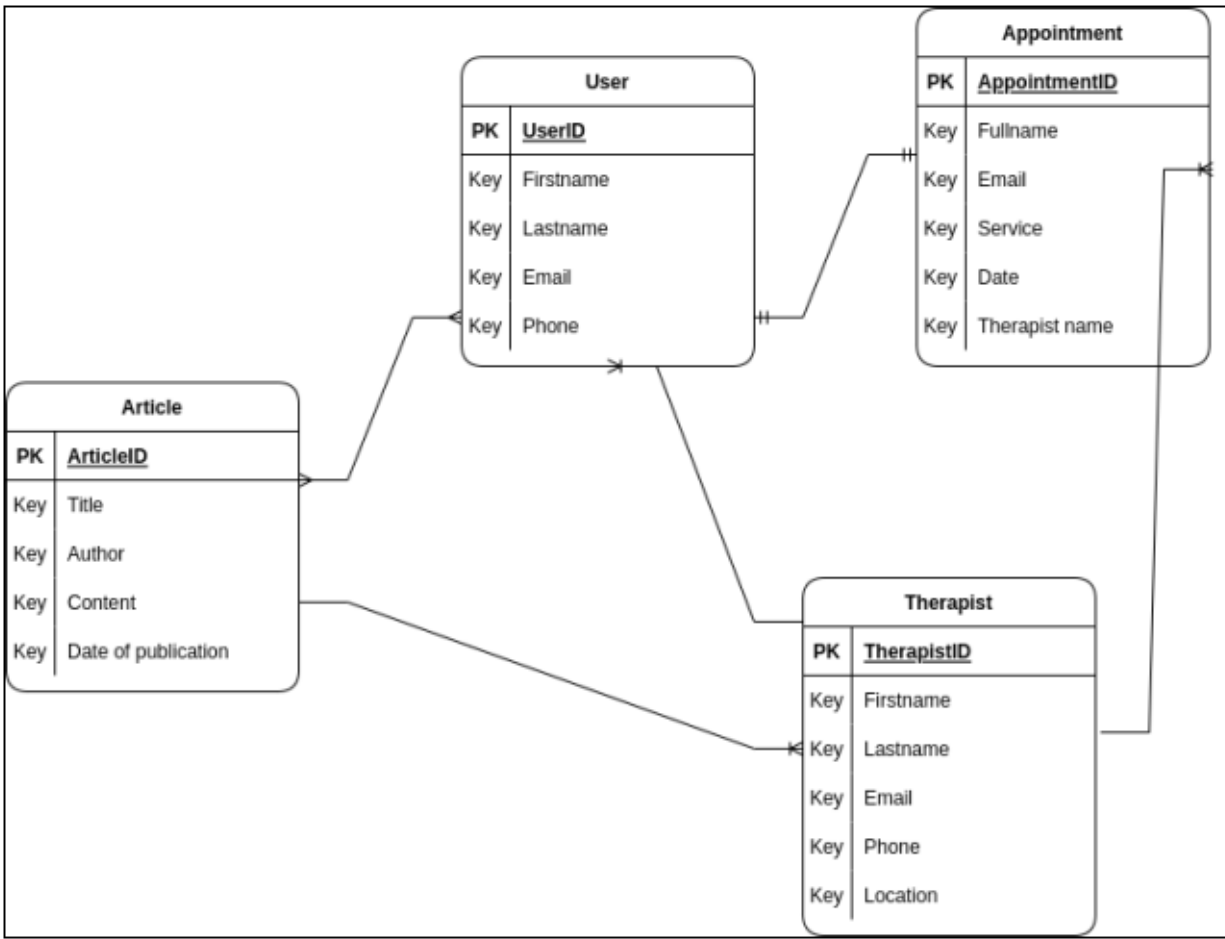 Appointment
PK AppointmentID
Key Fullname
Key Email
Key Service
Key Date
Key Therapist name
User
PK UserID
Key Firstname
Key Lastname
Key Email
Key Phone
Article
PK ArticleID
Key Title
Key Author
Key Content
Key Date of publication
Therapist
PK TherapistID
Key Firstname
Key Lastname
Key Email
Key Phone
Key Location